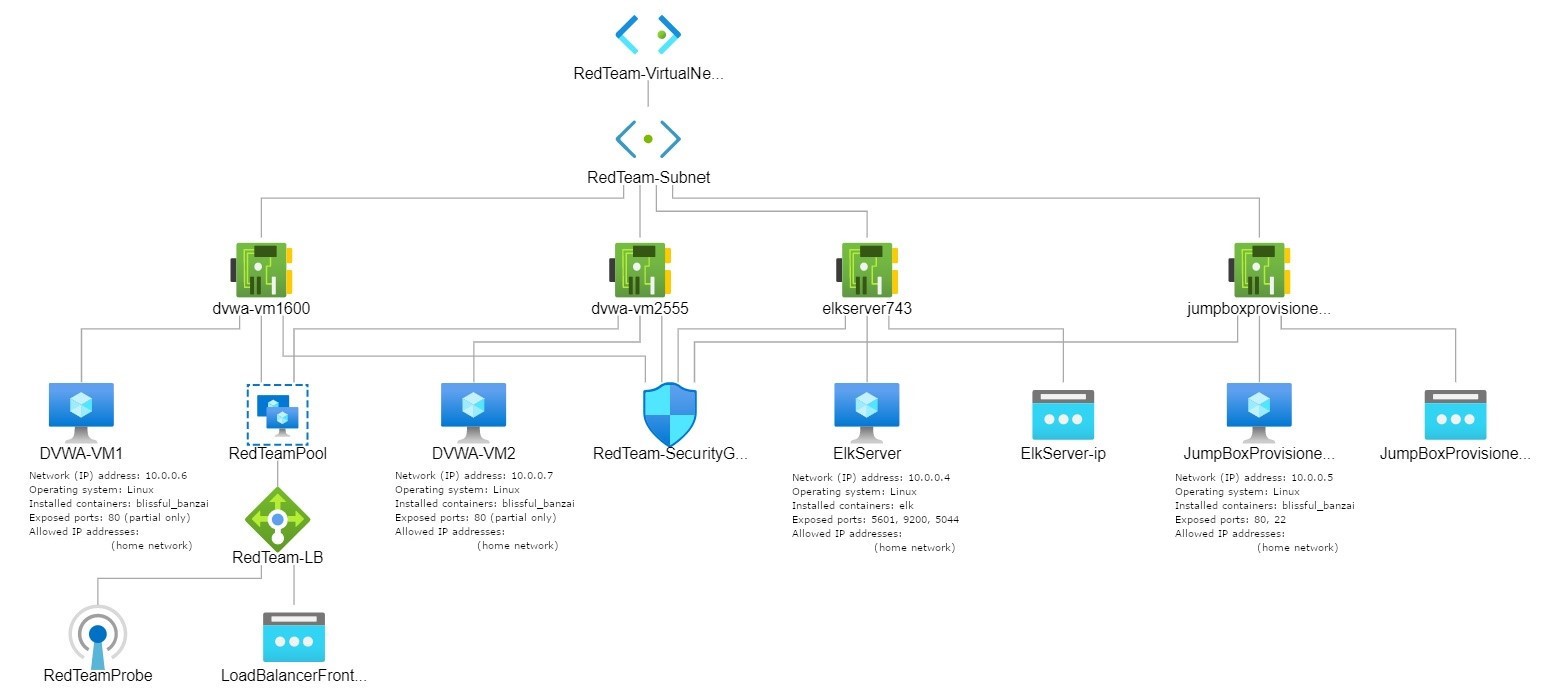 RedTeam-VirtualNe...
RedTeam-Subnet
dvwa-vm1600
dvwa-vm2555
elkserver743
jumpboxprovisione...
DVWA-VM1
Network (IP) address: 10.0.0.6
Operating system: Linux
Installed containers: blissful_banzai
Exposed ports: 80 (partial only)
Allowed IP addresses:
(home network)
RedTeamPool
DVWA-VM2
Network (IP) address: 10.0.0.7
Operating system: Linux
Installed containers: blissful_banzai
Exposed ports: 80 (partial only)
Allowed IP addresses:
(home network)
RedTeam-SecurityG...
ElkServer
Network (IP) address: 10.0.0.4
Operating system: Linux
Installed containers: elk
Exposed ports: 5601, 9200, 5044
Allowed IP addresses:
(home network)
ElkServer-ip
JumpBoxProvisione...
Network (IP) address: 10.0.0.5
Operating system: Linux
Installed containers: blissful_banzai
Exposed ports: 80, 22
Allowed IP addresses:
(home network)
JumpBoxProvisione...
RedTeam-LB
RedTeamProbe
LoadBalancerFront...